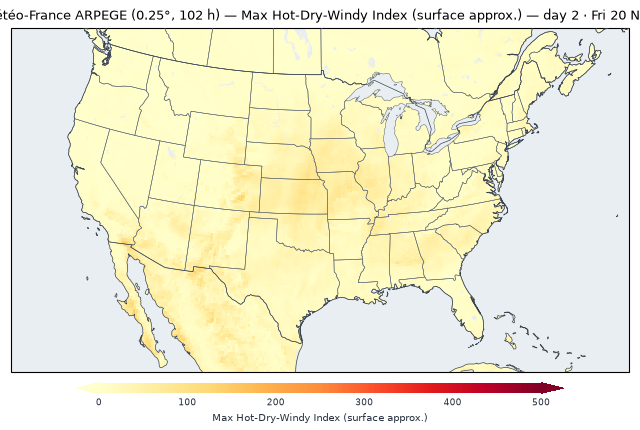 étéo-France ARPEGE (0.25°, 102 h) — Max Hot-Dry-Windy Index (surface approx.) — day 2 · Fri 20 N
0 100 200 300 400 500
Max Hot-Dry-Windy Index (surface approx.)